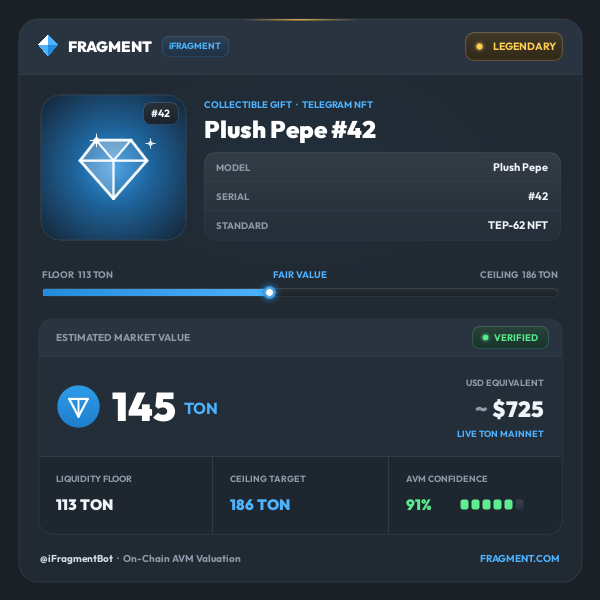 FRAGMENT
iFRAGMENT
LEGENDARY
#42
COLLECTIBLE GIFT · TELEGRAM NFT
Plush Pepe #42
MODEL Plush Pepe
SERIAL #42
STANDARD TEP-62 NFT
FLOOR 113 TON FAIR VALUE CEILING 186 TON
ESTIMATED MARKET VALUE VERIFIED
145 TON
USD EQUIVALENT
~ $725
LIVE TON MAINNET
LIQUIDITY FLOOR
113 TON
CEILING TARGET
186 TON
AVM CONFIDENCE
91%
@iFragmentBot · On-Chain AVM Valuation
FRAGMENT.COM